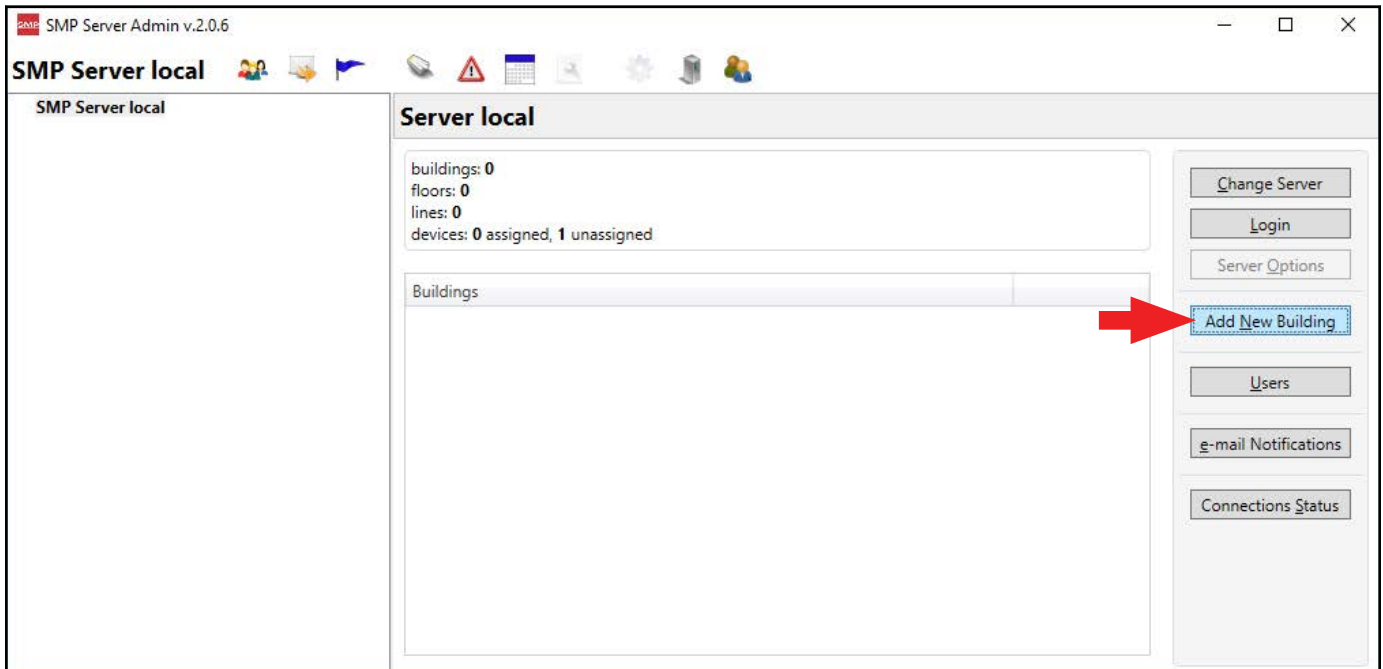 SMP SMP Server Admin v.2.0.6
SMP Server local
SMP Server local
Server local
buildings: 0
floors: 0
lines: 0
devices: 0 assigned, 1 unassigned
Buildings
Change Server
Login
Server Options
Add New Building
Users
e-mail Notifications
Connections Status